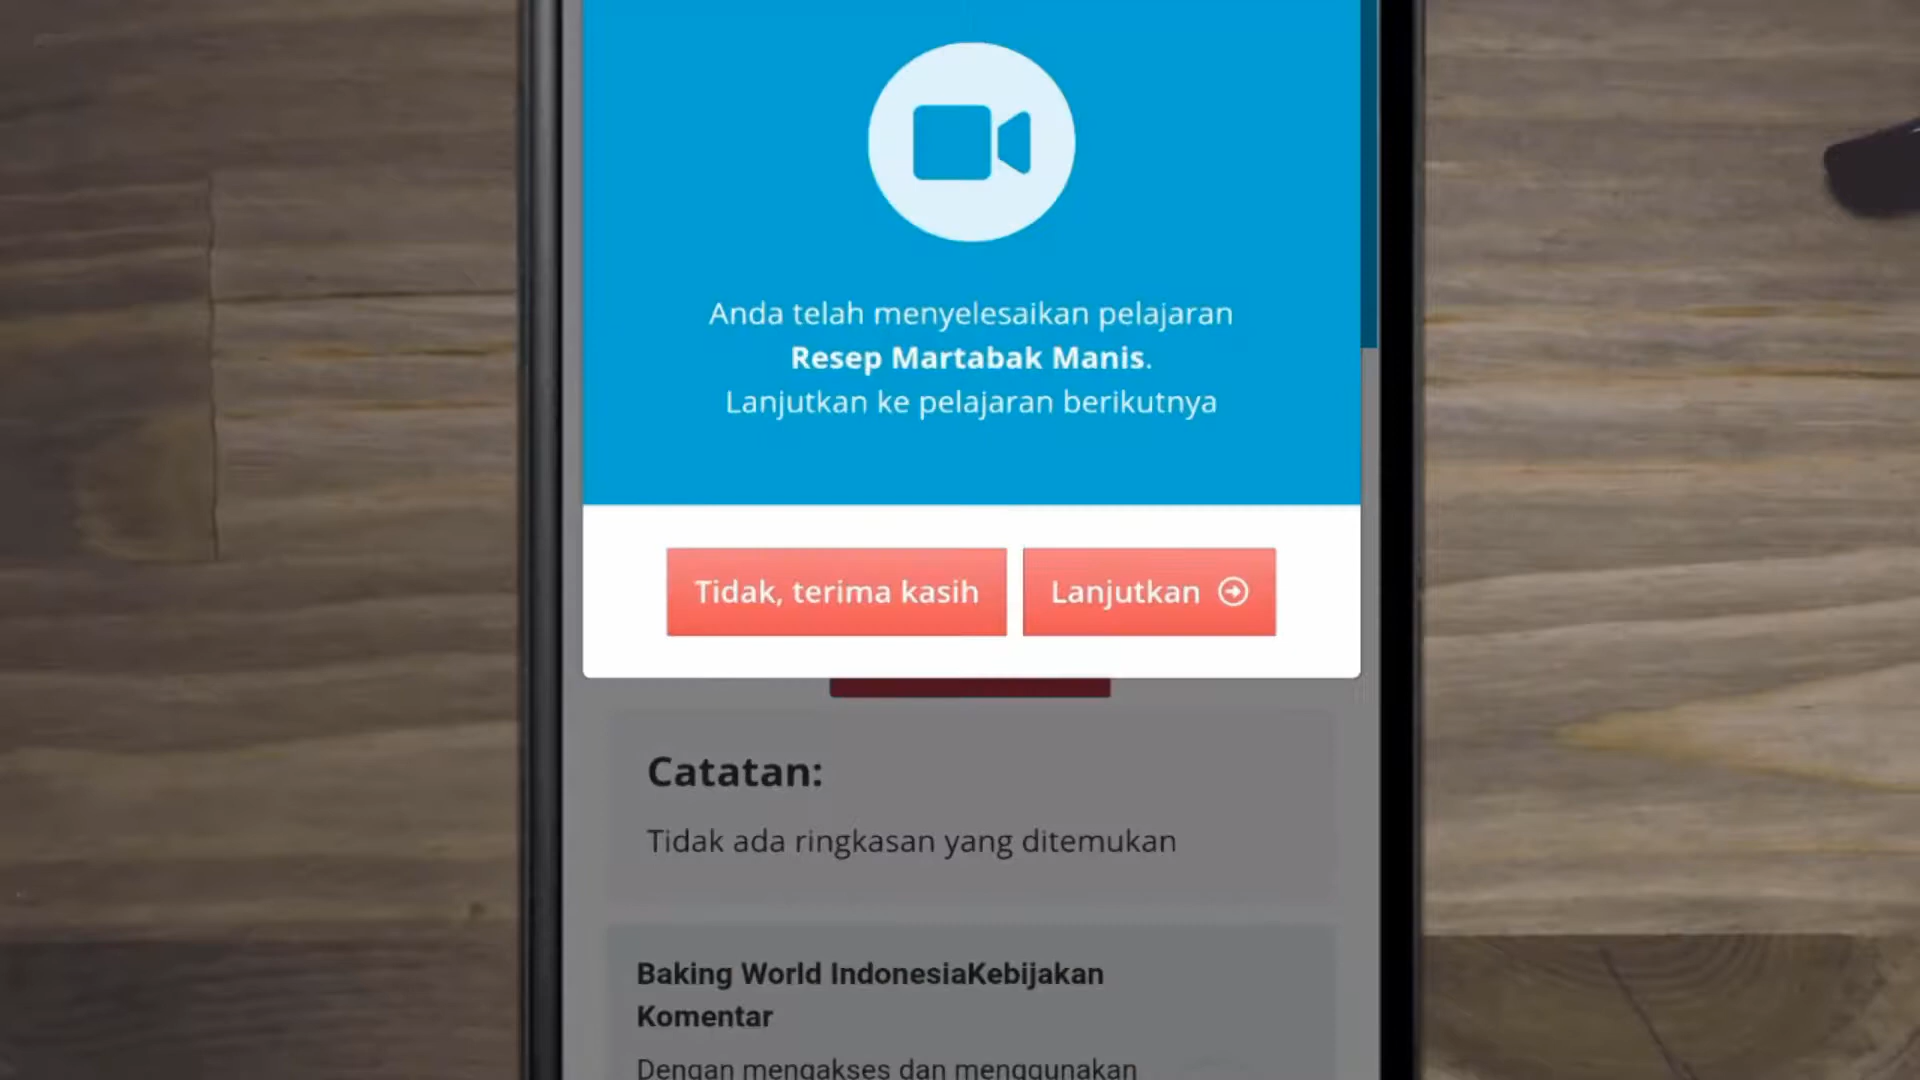 Anda telah menyelesaikan pelajaran
Resep Martabak Manis.
Lanjutkan ke pelajaran berikutnya
Tidak, terima kasih
Lanjutkan
Catatan:
Tidak ada ringkasan yang ditemukan
Baking World IndonesiaKebijakan
Komentar
Dengan mengakses dan menggunakan